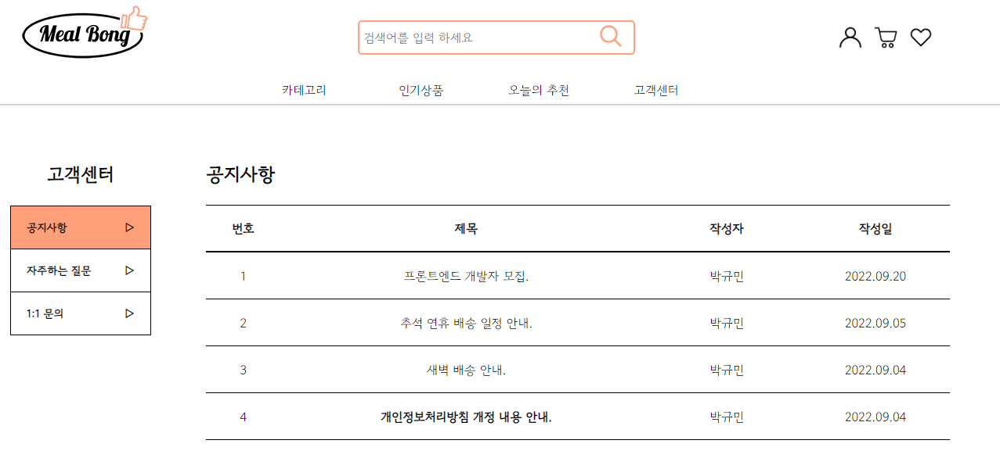 Meal Bong
검색어를 입력 하세요
카테고리 인기상품 오늘의 추천 고객센터
고객센터
공지사항
자주하는 질문
1:1 문의
공지사항
번호 제목 작성자 작성일
1 프론트엔드 개발자 모집. 박규민 2022.09.20
2 추석 연휴 배송 일정 안내. 박규민 2022.09.05
3 새벽 배송 안내. 박규민 2022.09.04
4 개인정보처리방침 개정 내용 안내. 박규민 2022.09.04